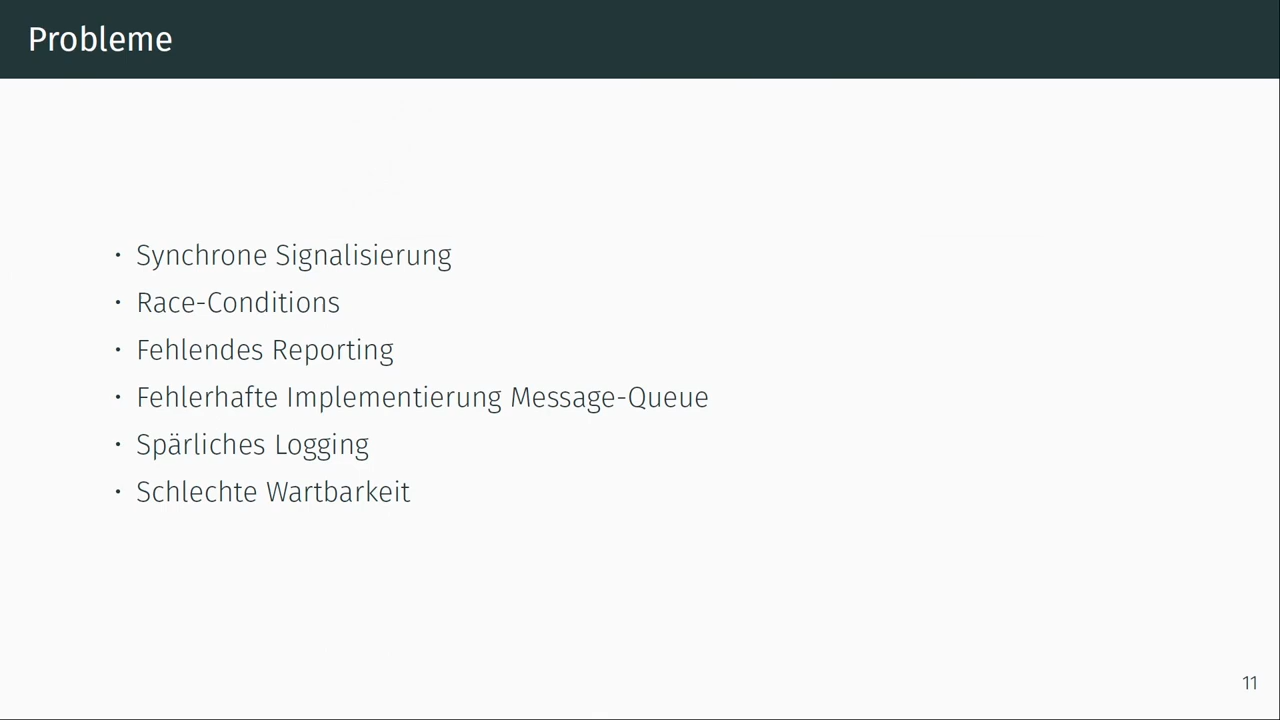 Probleme
· Synchrone Signalisierung
· Race-Conditions
· Fehlendes Reporting
· Fehlerhafte Implementierung Message-Queue
· Spärliches Logging
· Schlechte Wartbarkeit
11